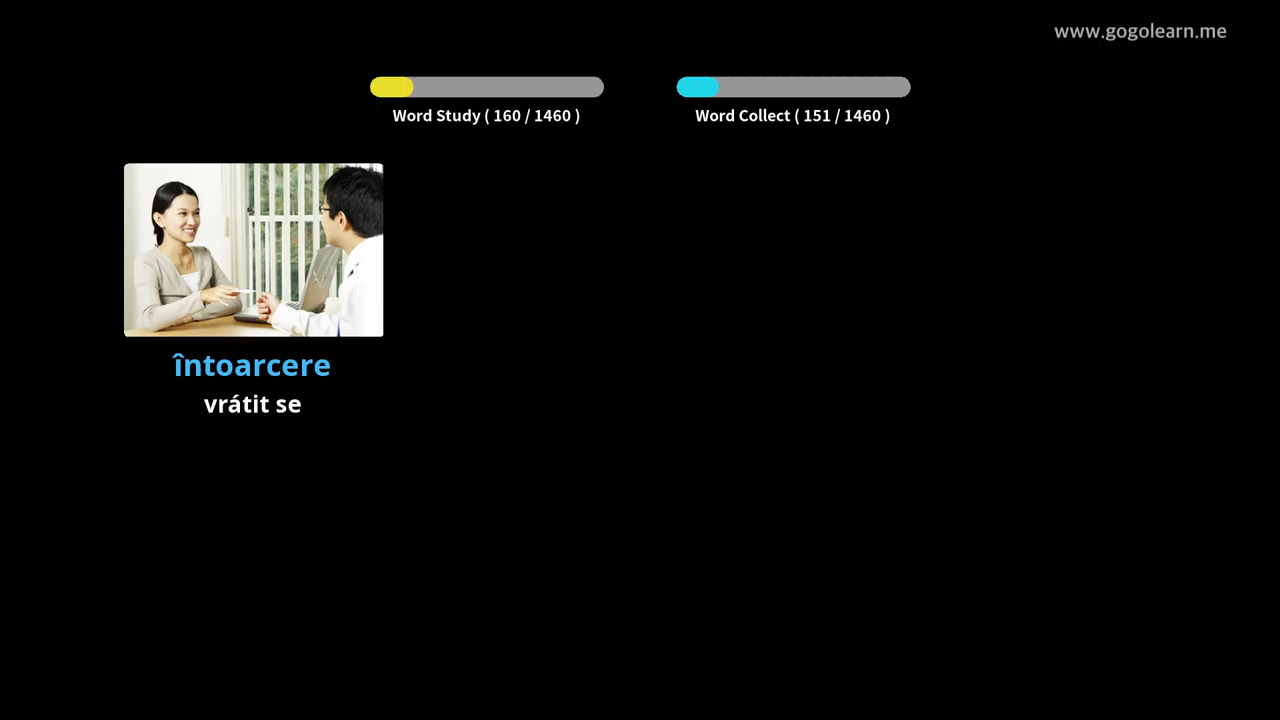 www.gogolearn.me
Word Study ( 160 / 1460 )
Word Collect ( 151 / 1460 )
întoarcere
vrátit se